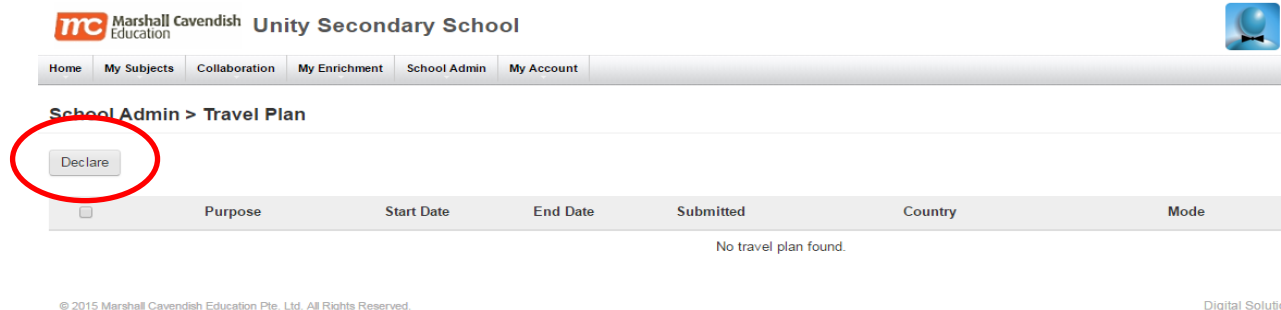 mc Marshall Cavendish Education Unity Secondary School
Home My Subjects Collaboration My Enrichment School Admin My Account
School Admin > Travel Plan
Declare
Purpose Start Date End Date Submitted Country Mode
No travel plan found.
© 2015 Marshall Cavendish Education Pte. Ltd. All Rights Reserved. Digital